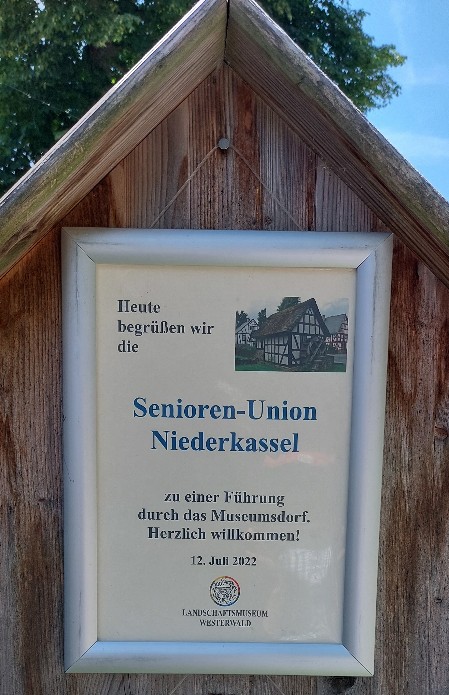 Heute
begrüßen wir
die
Senioren-Union
Niederkassel
zu einer Führung
durch das Museumsdorf.
Herzlich willkommen!
12. Juli 2022
LANDSCHAFTSMUSEUM
WESTERWALD